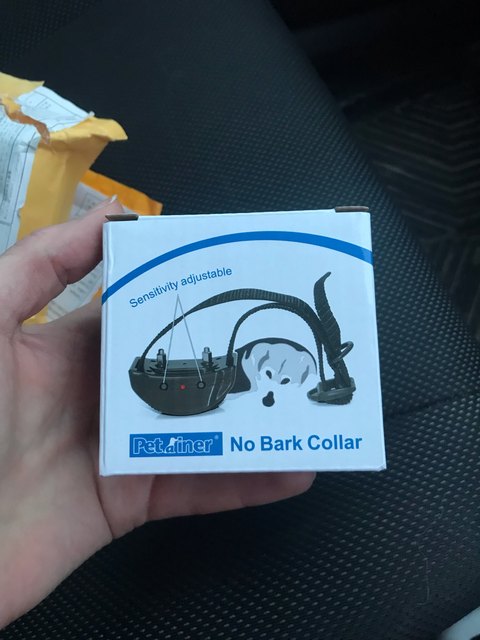 Sensitivity adjustable
Petrainer®
No Bark Collar